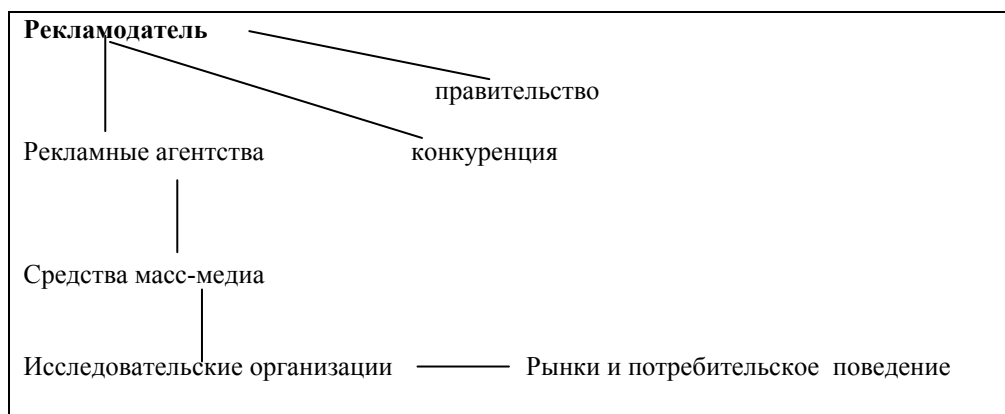 Рекламодатель
правительство
Рекламные агентства конкуренция
Средства масс-медиа
Исследовательские организации Рынки и потребительское поведение